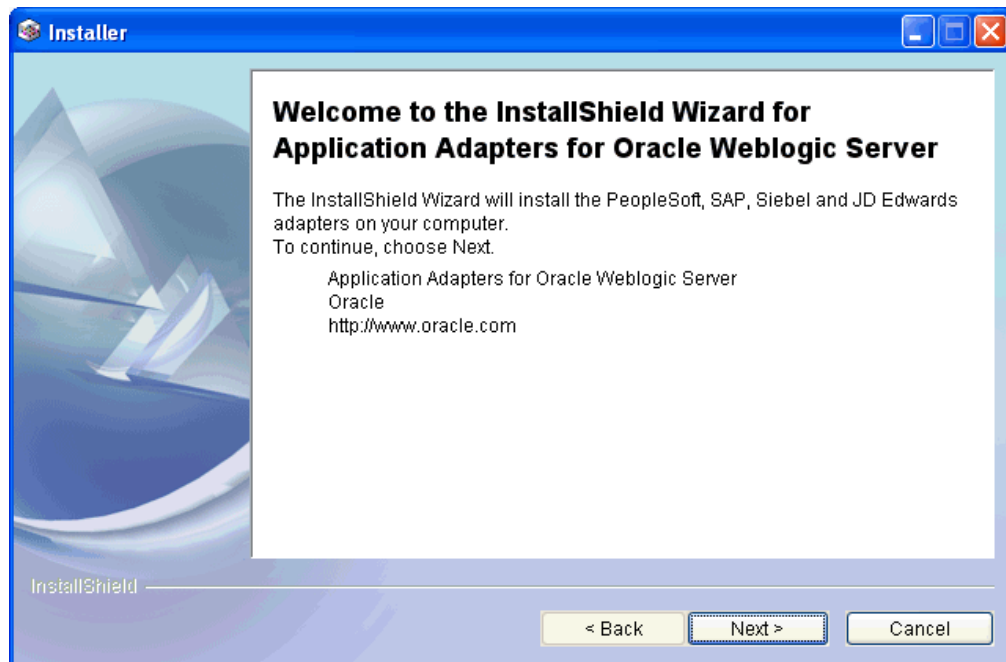 Installer
Welcome to the InstallShield Wizard for
Application Adapters for Oracle Weblogic Server
The InstallShield Wizard will install the PeopleSoft, SAP, Siebel and JD Edwards
adapters on your computer.
To continue, choose Next.
Application Adapters for Oracle Weblogic Server
Oracle
http://www.oracle.com
InstallShield
< Back
Next >
Cancel